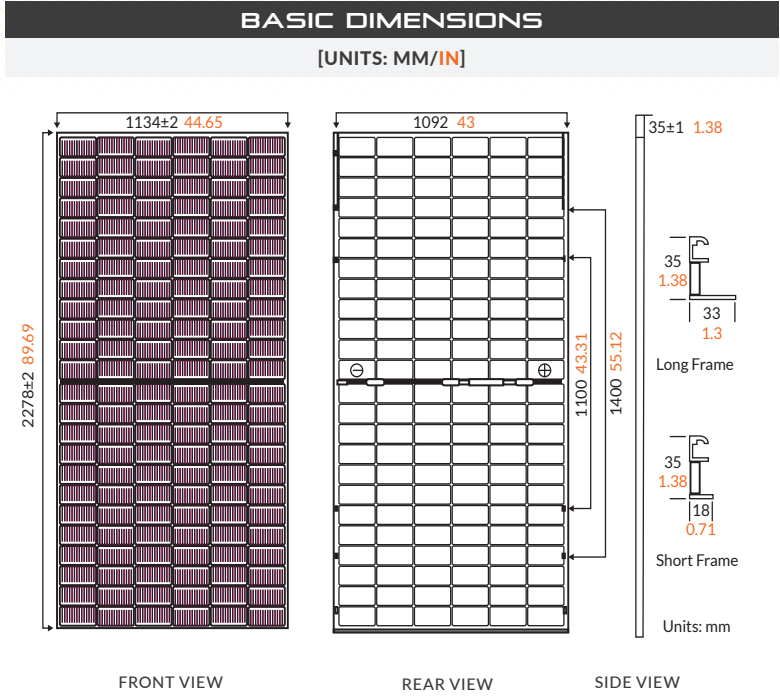 BASIC DIMENSIONS
[UNITS: MM/IN]
1134±2 44.65
1092 43
35±1 1.38
2278±2 89.69
1100 43.31
1400 55.12
35
1.38
33
1.3
Long Frame
35
1.38
18
0.71
Short Frame
Units: mm
FRONT VIEW
REAR VIEW
SIDE VIEW